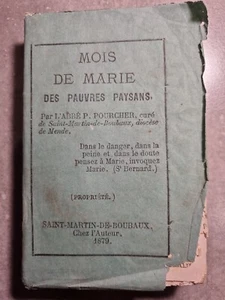 MOIS
DE MARIE
DES PAUVRES PAYSANS,
Par L'ABBÉ P. POURCHER, curé
de Saint-Martin-de-Boubaux, diocèse
de Mende.
Dans le danger, dans la
peine et dans le doute
pensez à Marie, invoquez
Marie. (St Bernard.)
(PROPRIÉTÉ.)
SAINT-MARTIN-DE-BOUBAUX,
Chez l'Auteur.
1879.